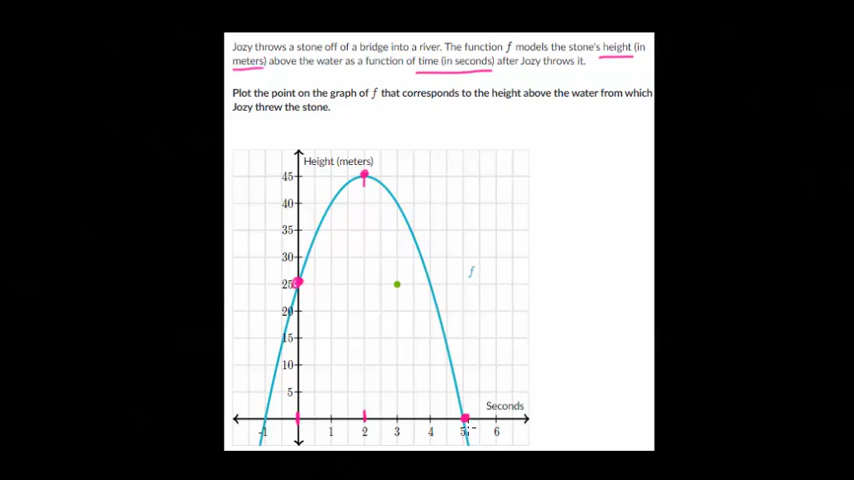 Jozy throws a stone off of a bridge into a river. The function f models the stone's height (in
meters) above the water as a function of time (in seconds) after Jozy throws it.
Plot the point on the graph of f that corresponds to the height above the water from which
Jozy threw the stone.
Height (meters)
45
40
35
30
f
25
20
15
10
5
Seconds
-1 1 2 3 4 5 6